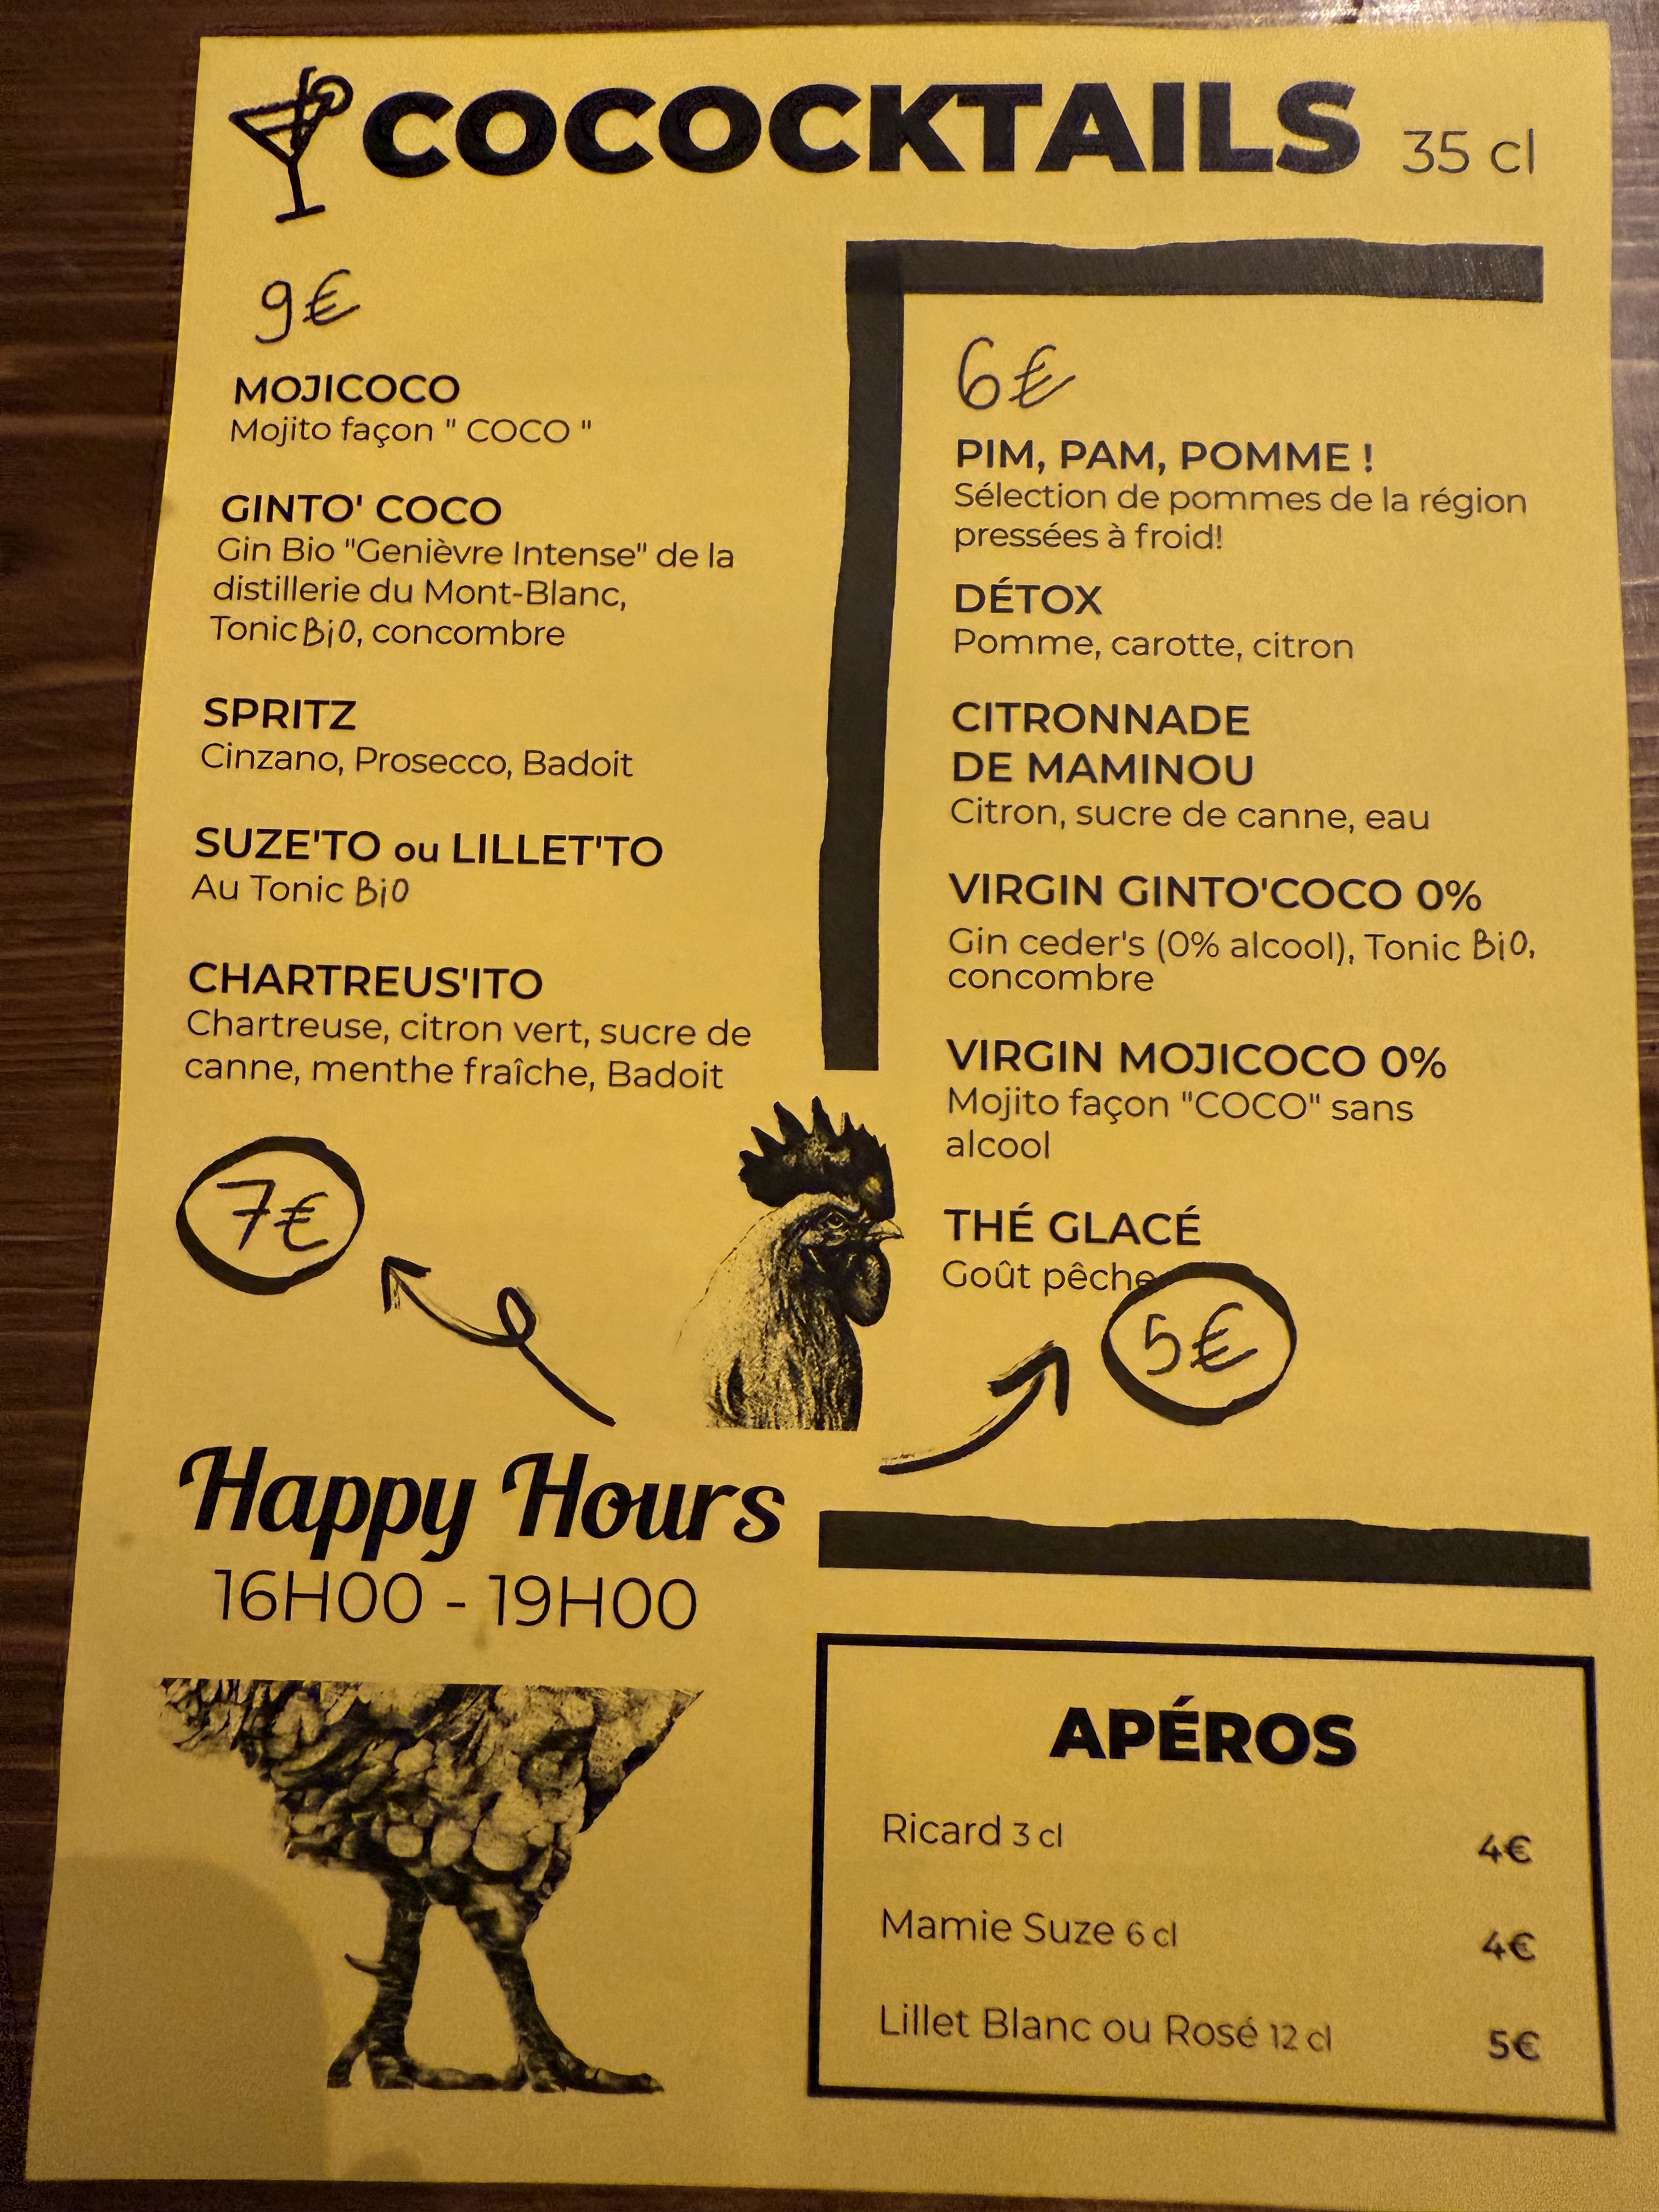 COCOCKTAILS 35 cl
9€
MOJICOCO
Mojito façon " COCO "
GINTO' COCO
Gin Bio "Genièvre Intense" de la
distillerie du Mont-Blanc,
Tonic BiO, concombre
SPRITZ
Cinzano, Prosecco, Badoit
SUZE'TO ou LILLET'TO
Au Tonic BiO
CHARTREUS'ITO
Chartreuse, citron vert, sucre de
canne, menthe fraîche, Badoit
7€
6€
PIM, PAM, POMME !
Sélection de pommes de la région
pressées à froid!
DÉTOX
Pomme, carotte, citron
CITRONNADE
DE MAMINOU
Citron, sucre de canne, eau
VIRGIN GINTO'COCO 0%
Gin ceder's (0% alcool), Tonic BiO,
concombre
VIRGIN MOJICOCO 0%
Mojito façon "COCO" sans
alcool
THÉ GLACÉ
Goût pêche
5€
Happy Hours
16H00 - 19H00
APÉROS
Ricard 3 cl 4€
Mamie Suze 6 cl 4€
Lillet Blanc ou Rosé 12 cl 5€